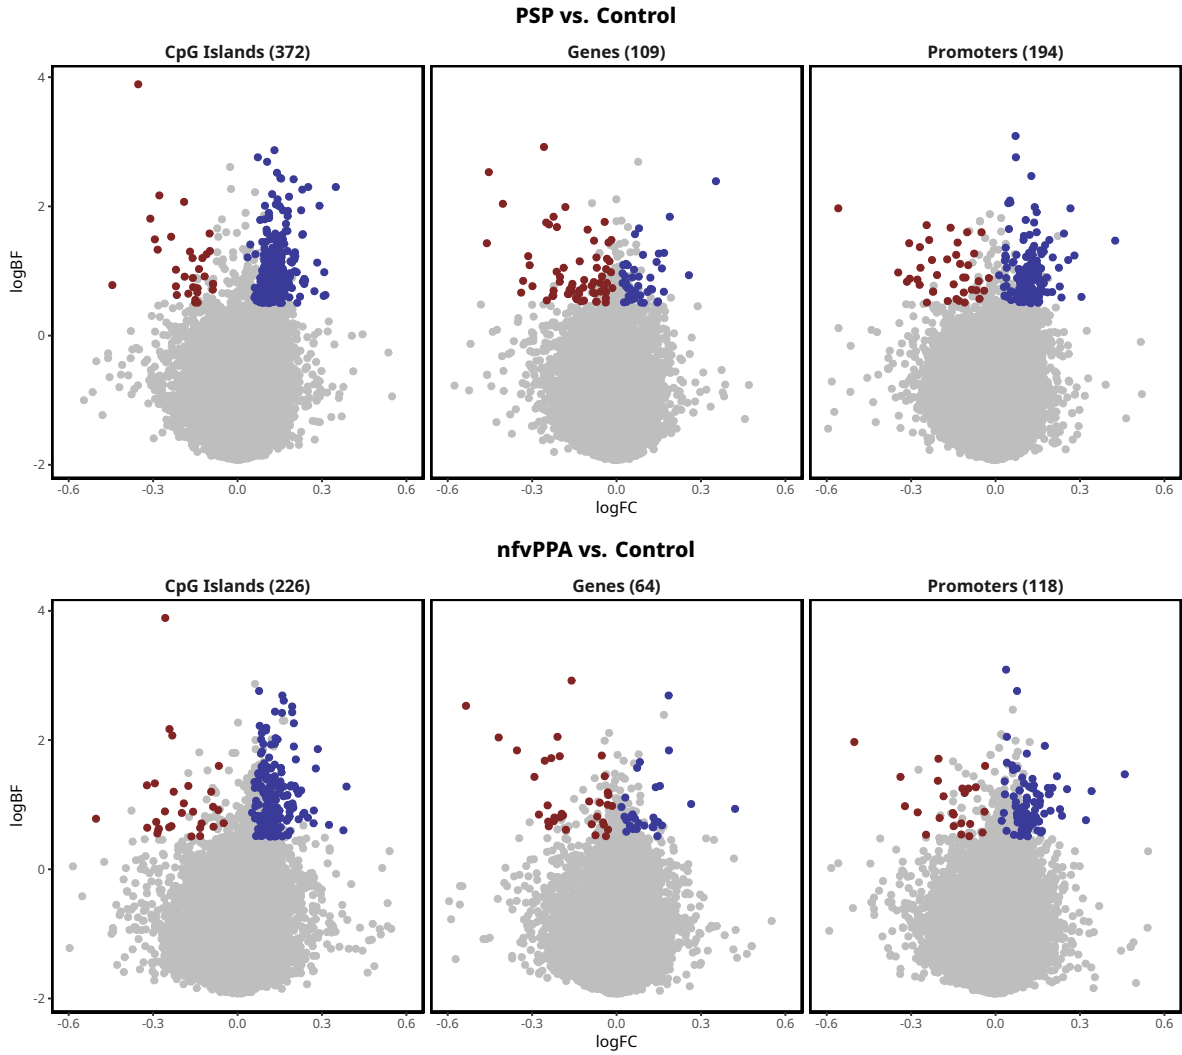 PSP vs. Control
CpG Islands (372)
Genes (109)
Promoters (194)
4
2
0
-2
logBF
-0.6 -0.3 0.0 0.3 0.6
-0.6 -0.3 0.0 0.3 0.6
-0.6 -0.3 0.0 0.3 0.6
logFC
nfvPPA vs. Control
CpG Islands (226)
Genes (64)
Promoters (118)
4
2
0
-2
logBF
-0.6 -0.3 0.0 0.3 0.6
-0.6 -0.3 0.0 0.3 0.6
-0.6 -0.3 0.0 0.3 0.6
logFC